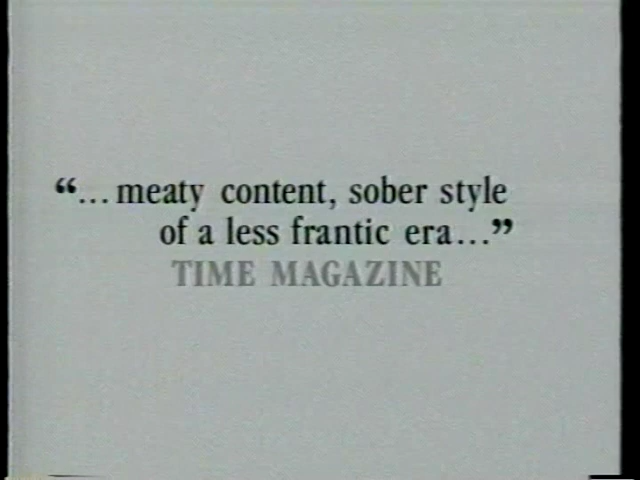 “... meaty content, sober style
of a less frantic era...”
TIME MAGAZINE